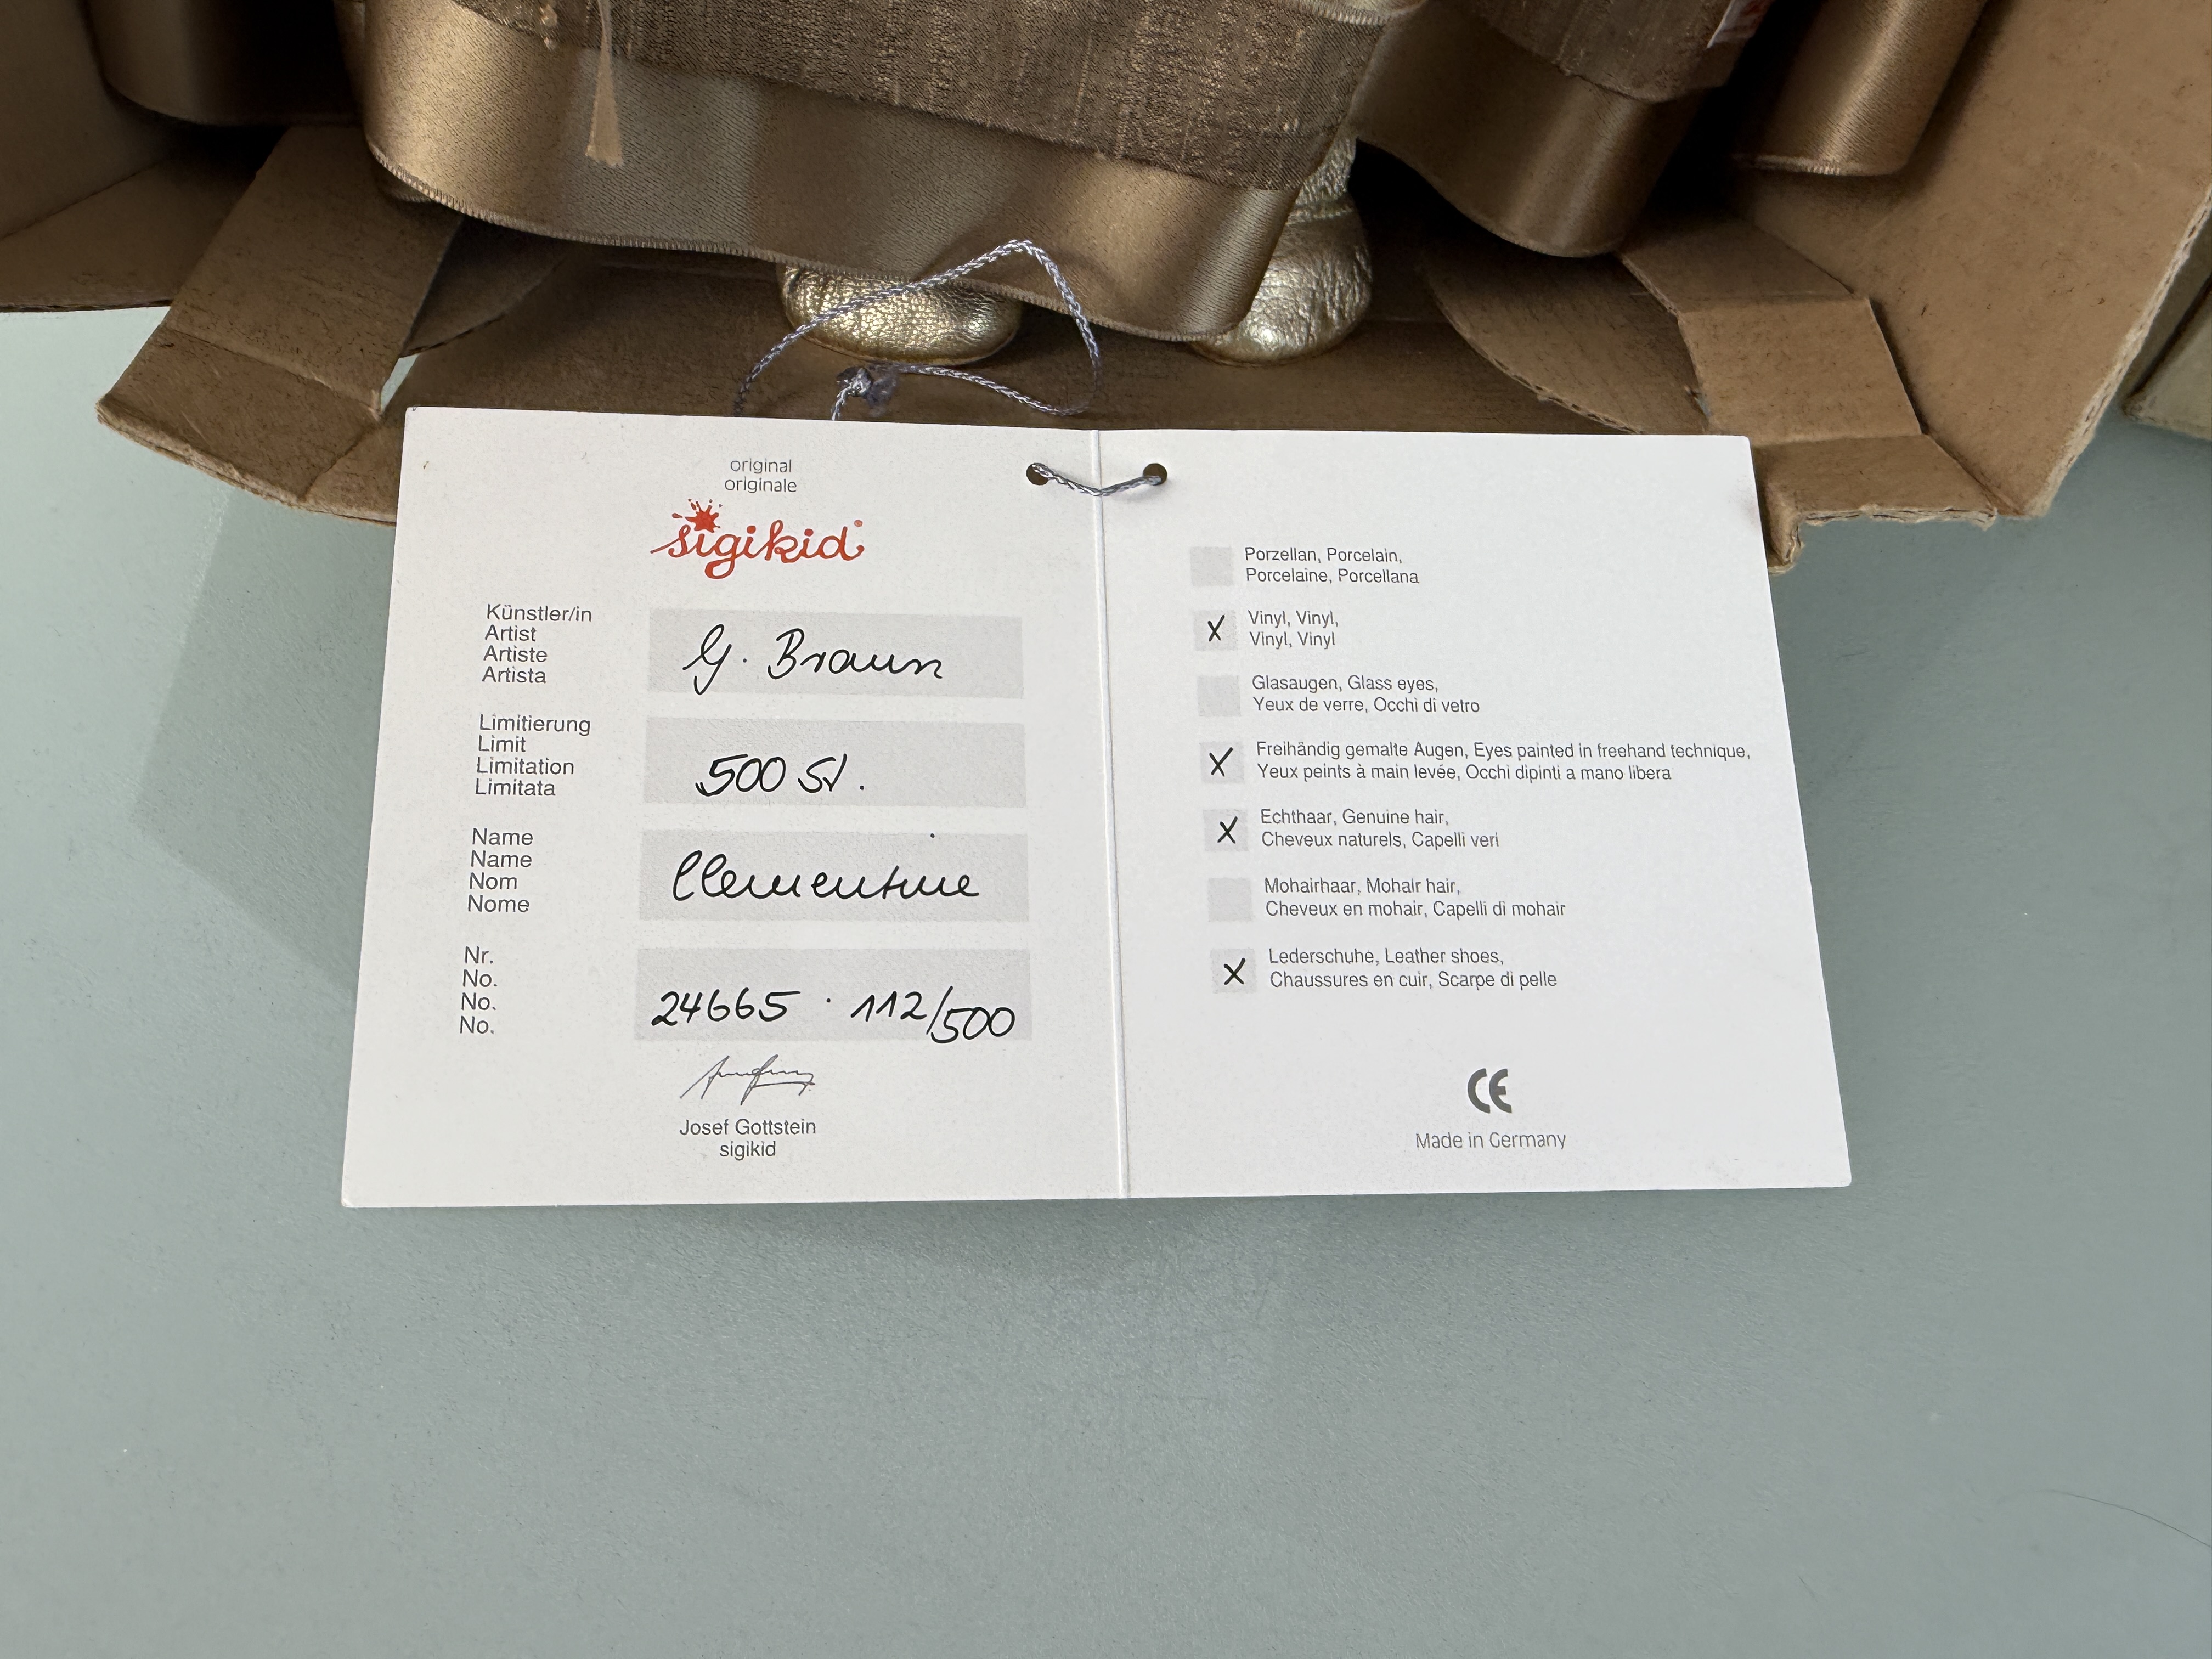 original
originale
sigikid
Künstler/in
Artist
Artiste
Artista
G. Braun
Limitierung
Limit
Limitation
Limitata
500 St.
Name
Name
Nom
Nome
Clementine
Nr.
No.
No.
No.
24665 · 112/500
Josef Gottstein
sigikid
Porzellan, Porcelain,
Porcelaine, Porcellana
X Vinyl, Vinyl,
Vinyl, Vinyl
Glasaugen, Glass eyes,
Yeux de verre, Occhi di vetro
X Freihändig gemalte Augen, Eyes painted in freehand technique,
Yeux peints à main levée, Occhi dipinti a mano libera
X Echthaar, Genuine hair,
Cheveux naturels, Capelli veri
Mohairhaar, Mohair hair,
Cheveux en mohair, Capelli di mohair
X Lederschuhe, Leather shoes,
Chaussures en cuir, Scarpe di pelle
CE
Made in Germany